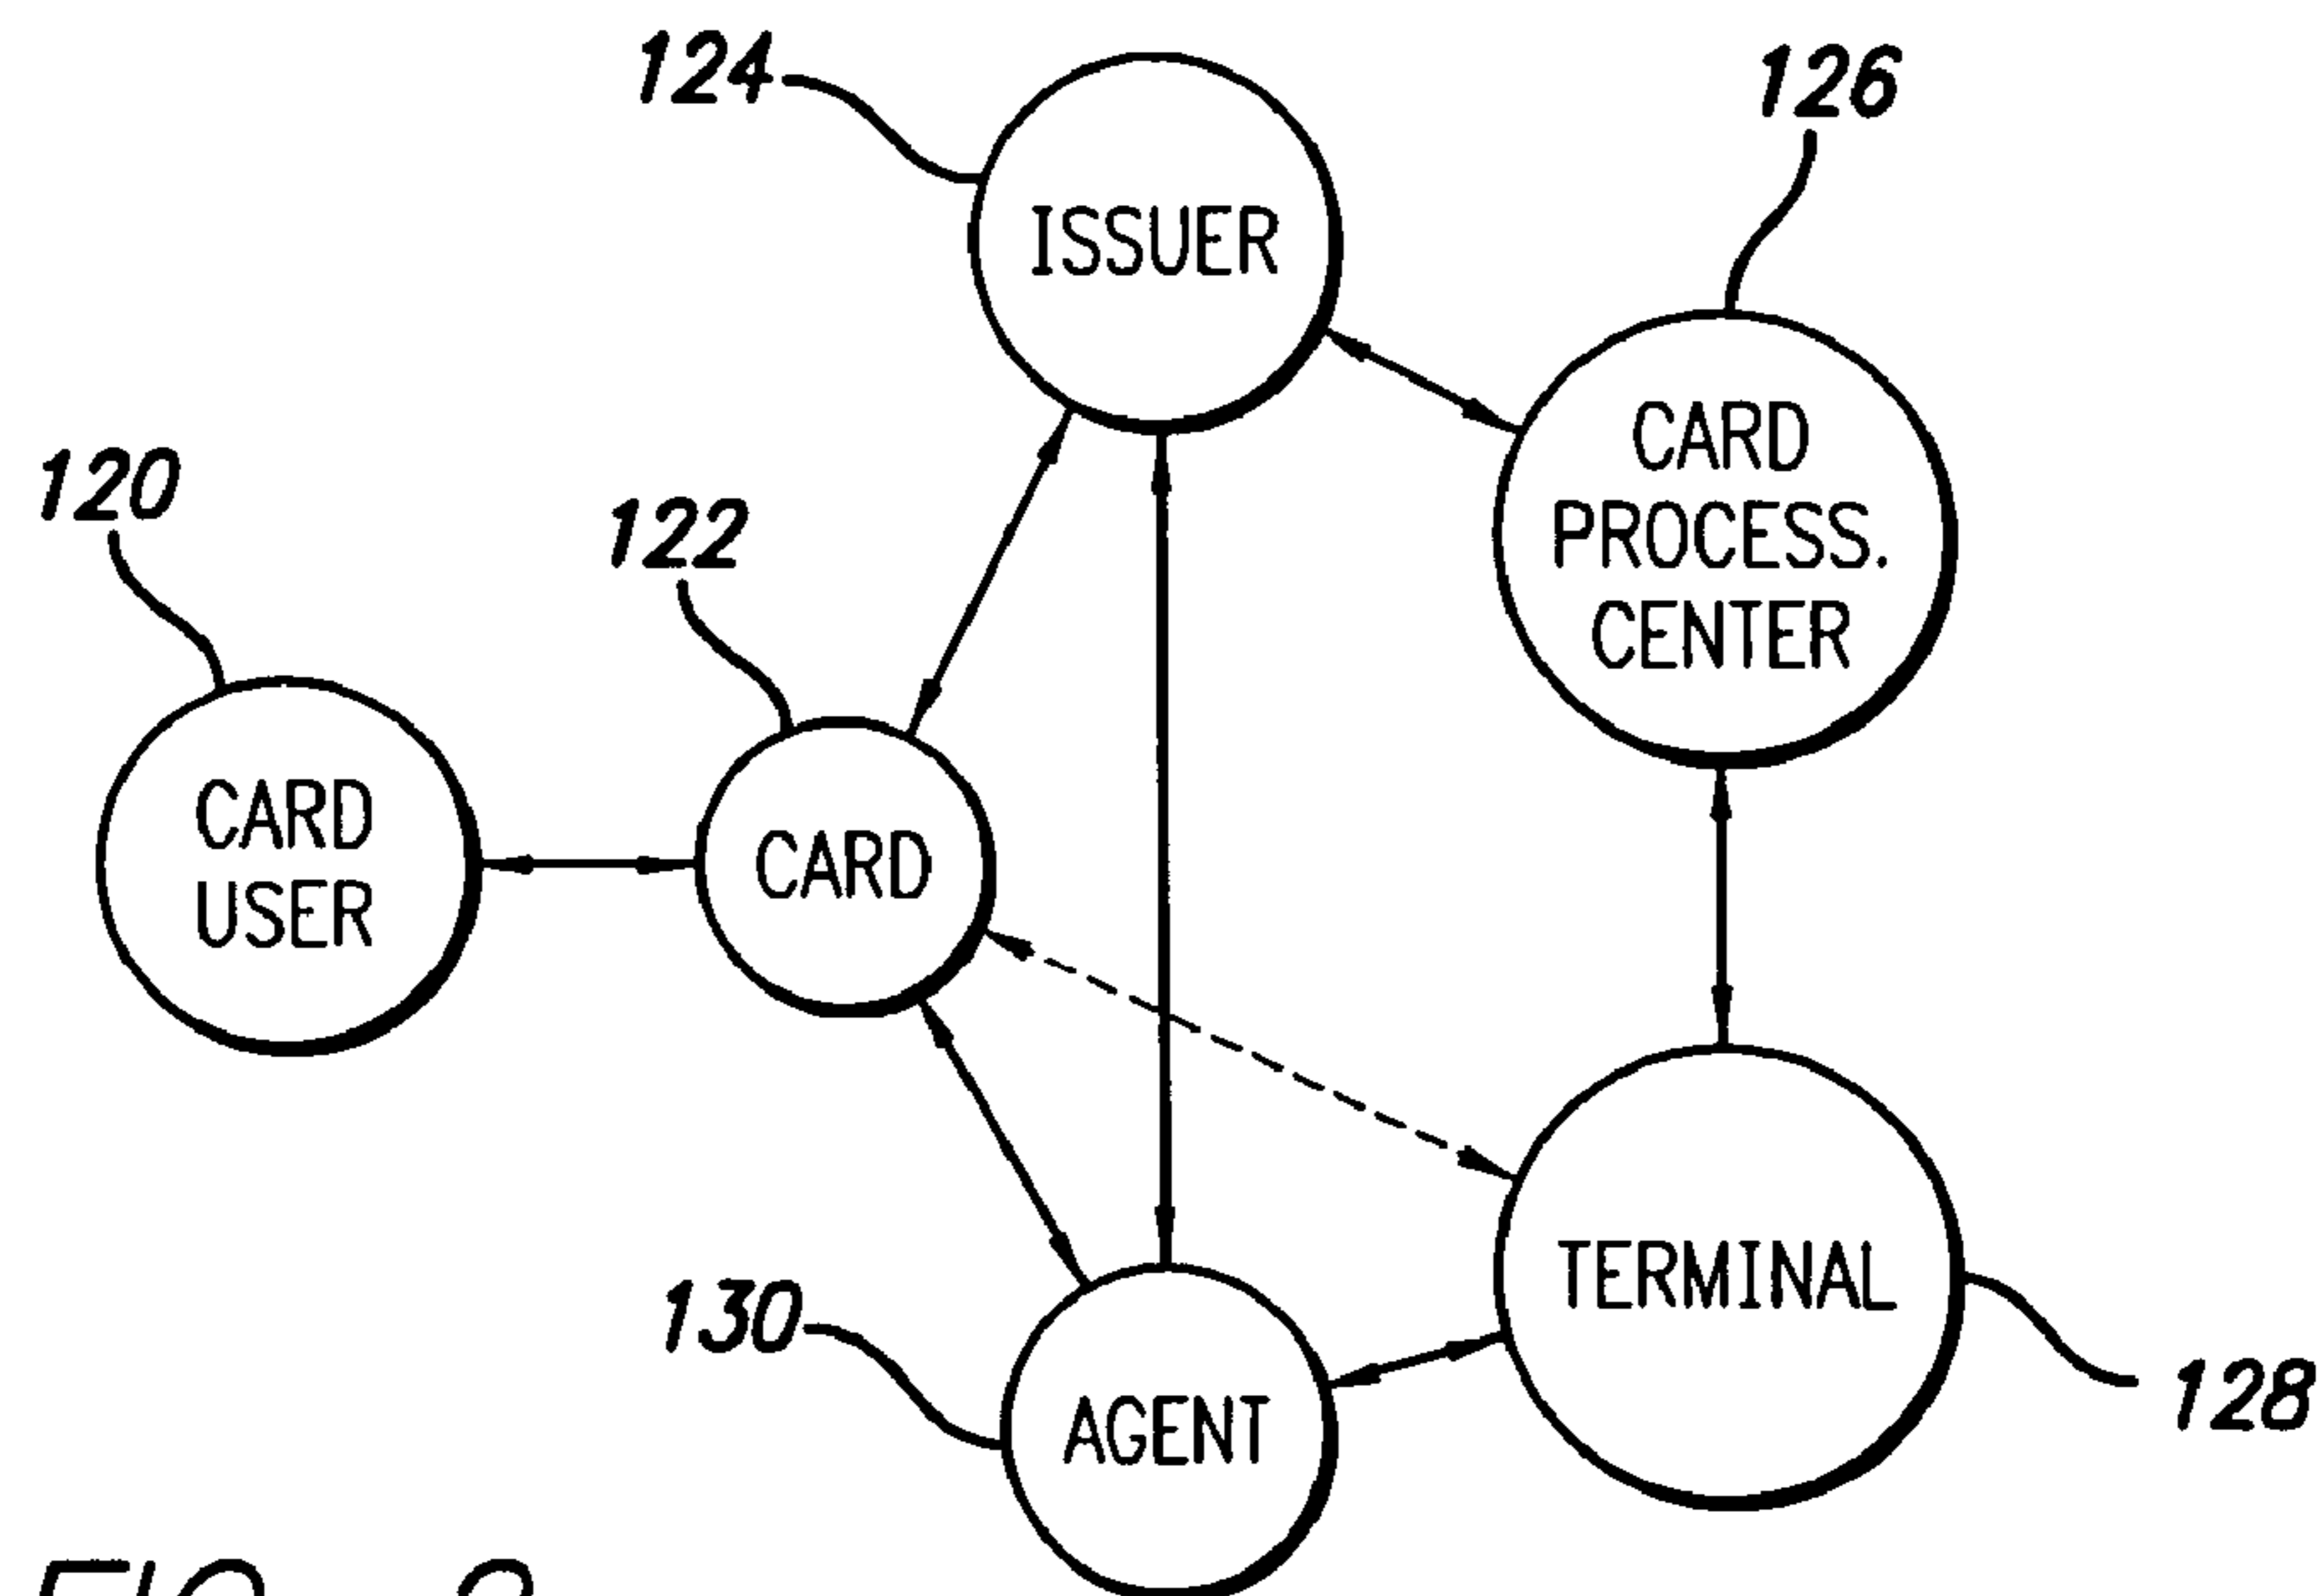 124
126
ISSUER
CARD
PROCESS.
CENTER
120
122
CARD
USER
CARD
130
TERMINAL
128
AGENT